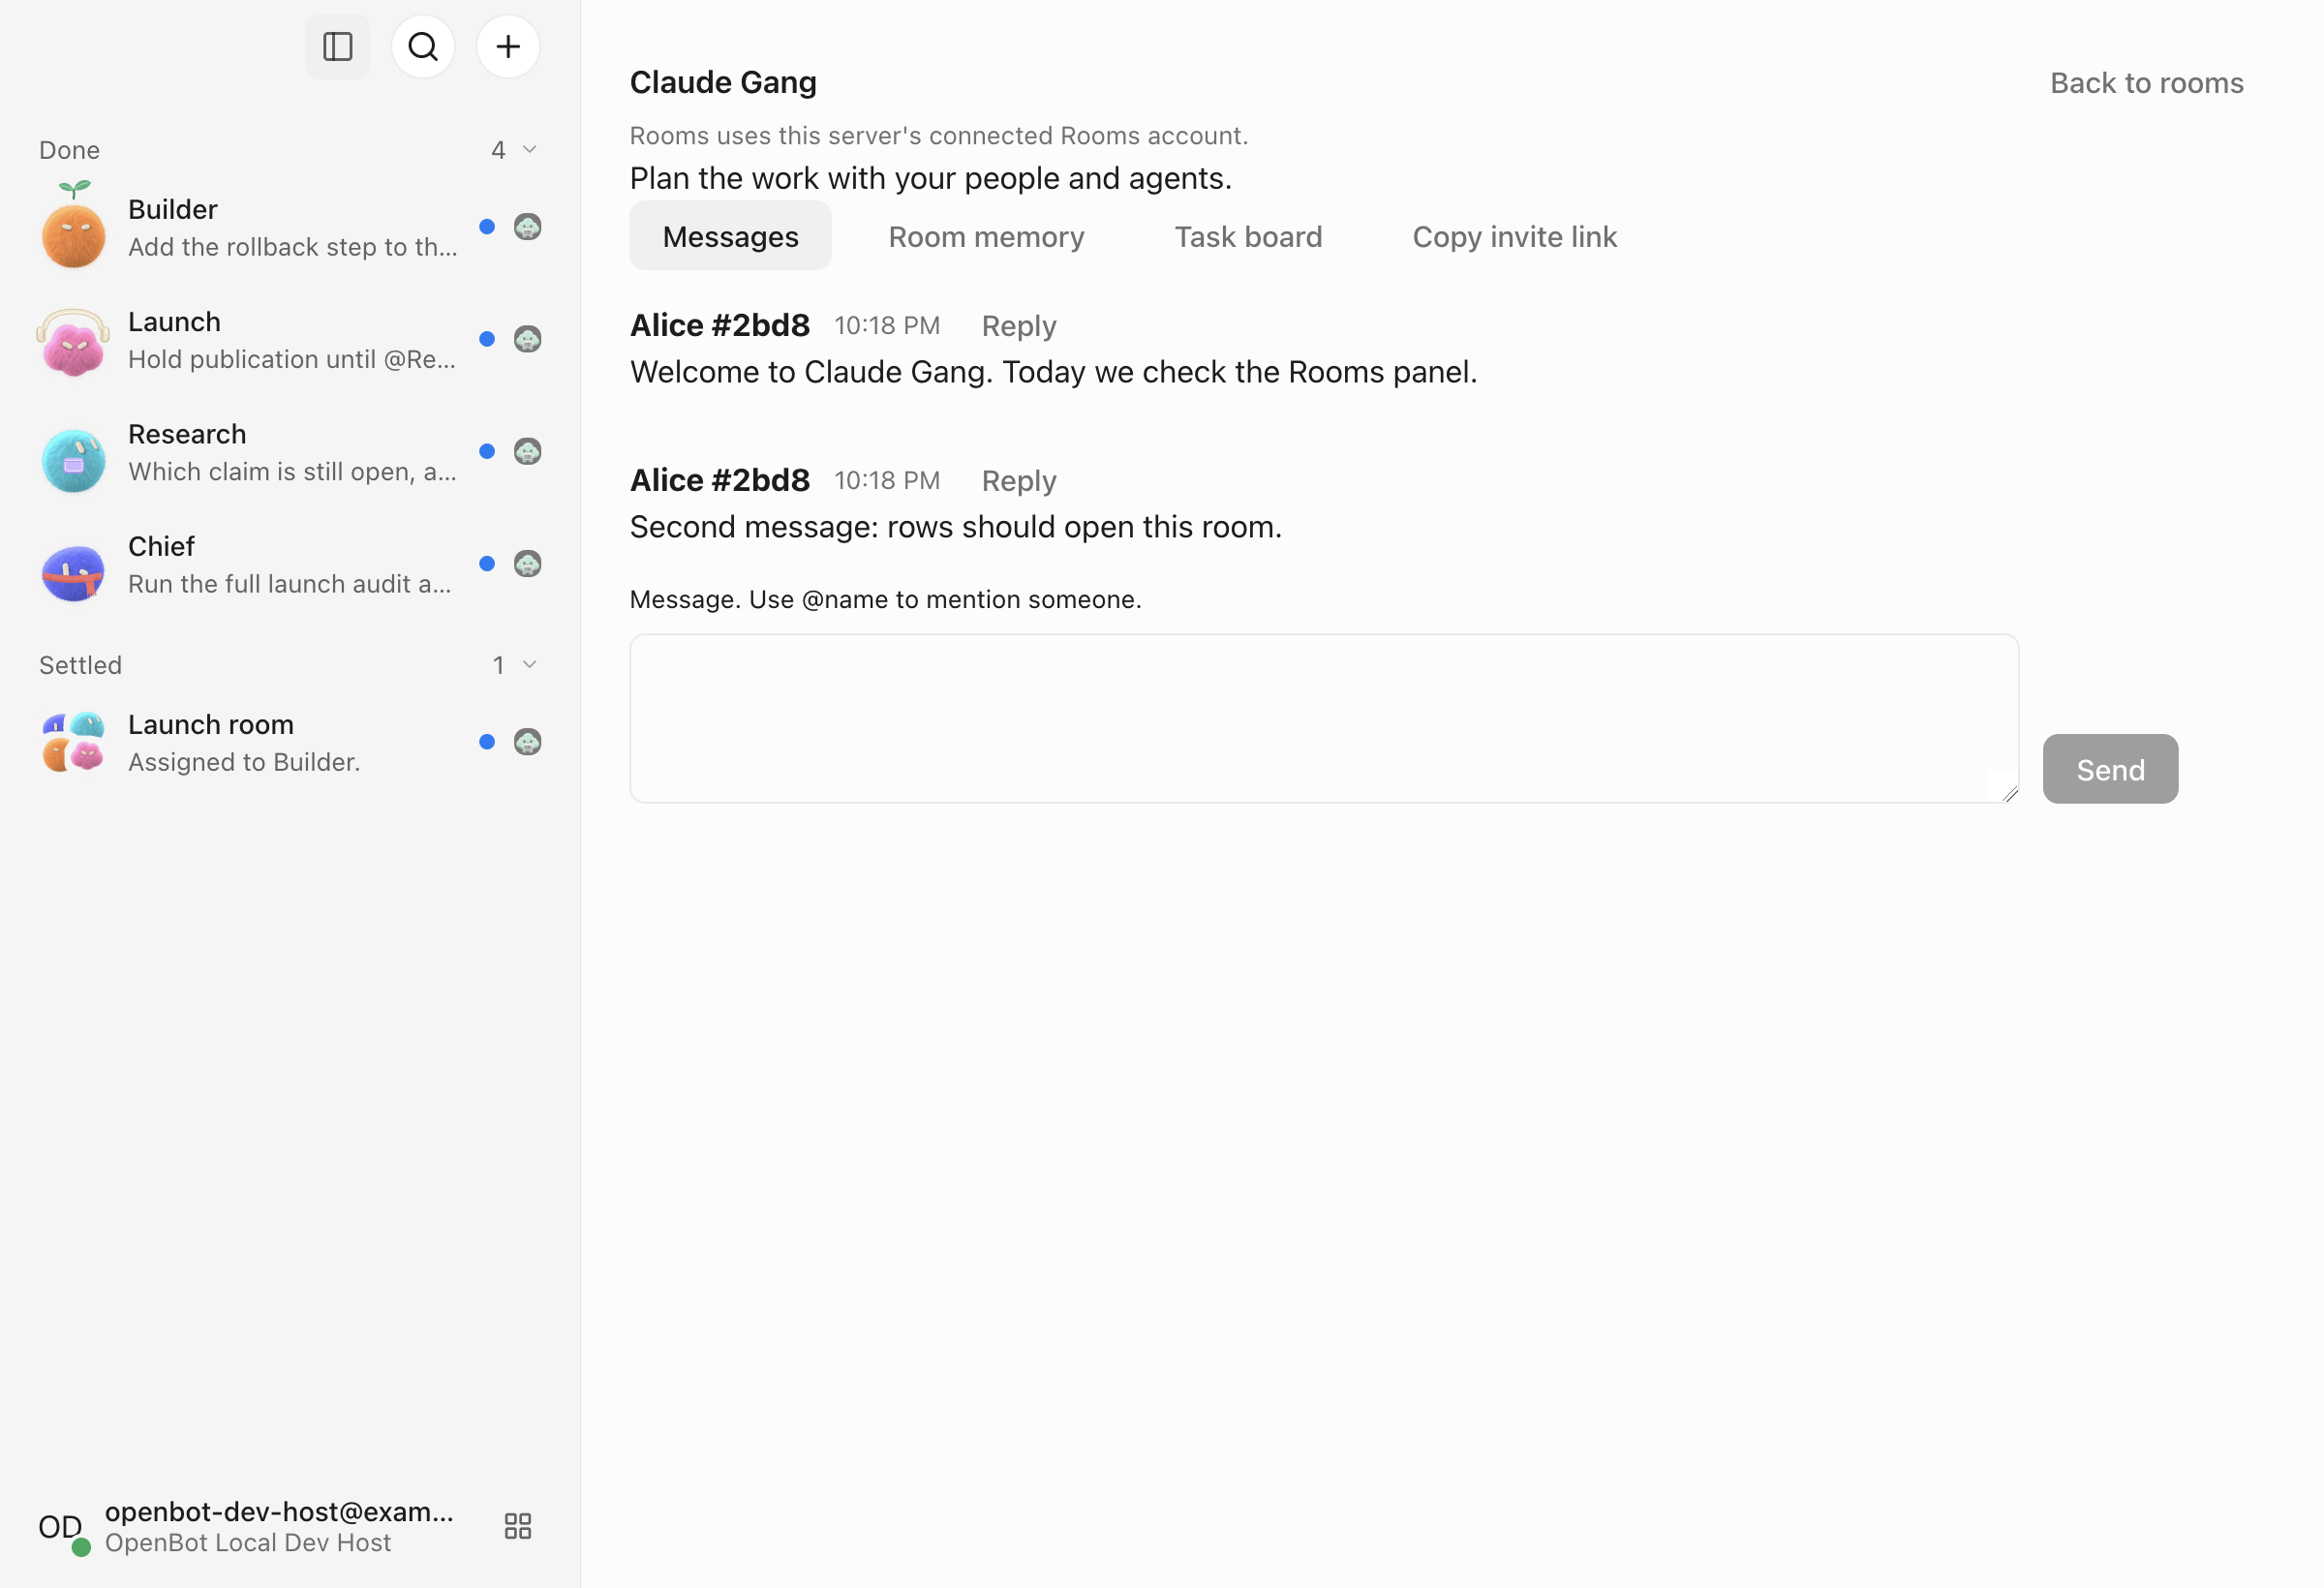 Done 4
Builder
Add the rollback step to th...
Launch
Hold publication until @Re...
Research
Which claim is still open, a...
Chief
Run the full launch audit a...
Settled 1
Launch room
Assigned to Builder.
OD
openbot-dev-host@exam...
OpenBot Local Dev Host
Claude Gang
Back to rooms
Rooms uses this server's connected Rooms account.
Plan the work with your people and agents.
Messages Room memory Task board Copy invite link
Alice #2bd8 10:18 PM Reply
Welcome to Claude Gang. Today we check the Rooms panel.
Alice #2bd8 10:18 PM Reply
Second message: rows should open this room.
Message. Use @name to mention someone.
Send